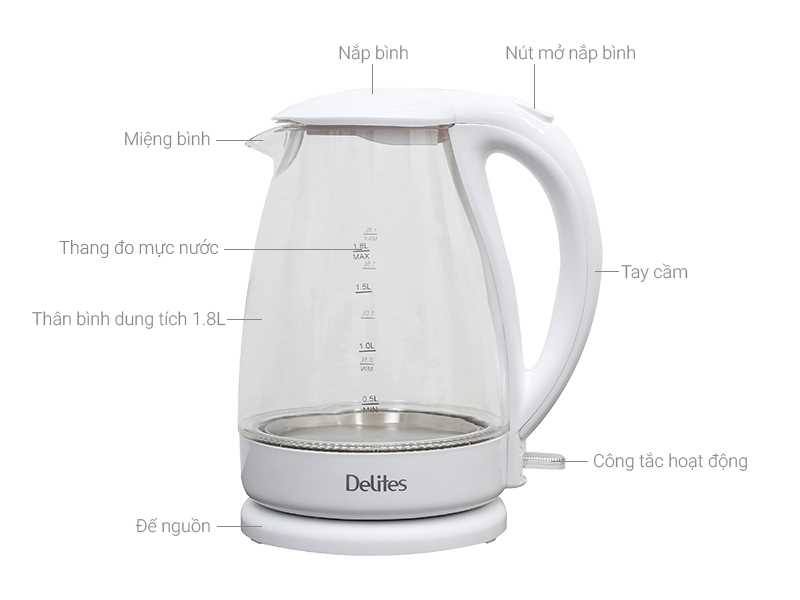 Nắp bình
Nút mở nắp bình
Miệng bình
Thang đo mực nước
1.8L
MAX
Tay cầm
1.5L
Thân bình dung tích 1.8L
1.0L
0.5L
MIN
Công tắc hoạt động
Delites
Đế nguồn